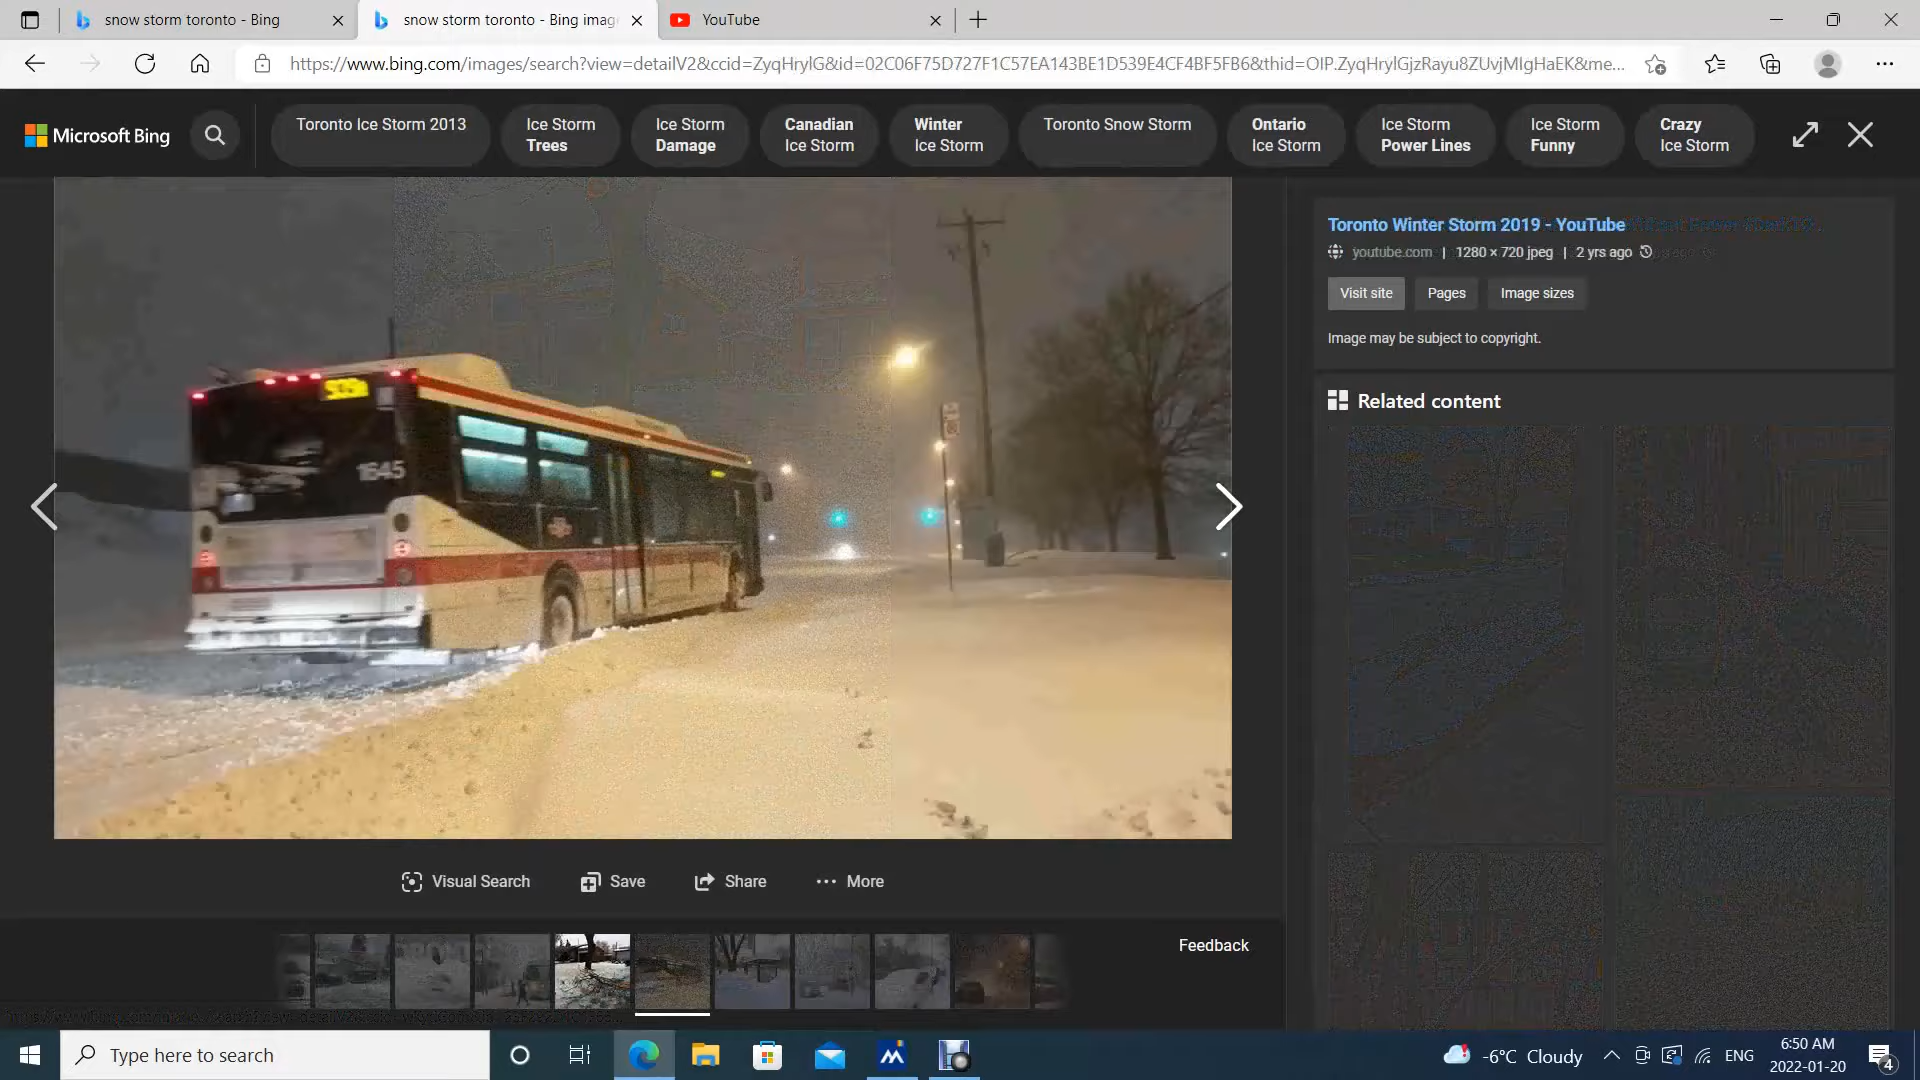 snow storm toronto - Bing
snow storm toronto - Bing imag
YouTube
https://www.bing.com/images/search?view=detailV2&ccid=ZyqHrylG&id=02C06F75D727F1C57EA143BE1D539E4CF4BF5FB6&thid=OIP.ZyqHrylGjzRayu8ZUvjMIgHaEK&me...
Microsoft Bing
Toronto Ice Storm 2013
Ice Storm
Trees
Ice Storm
Damage
Canadian
Ice Storm
Winter
Ice Storm
Toronto Snow Storm
Ontario
Ice Storm
Ice Storm
Power Lines
Ice Storm
Funny
Crazy
Ice Storm
Toronto Winter Storm 2019 - YouTube
youtube.com | 1280 × 720 jpeg | 2 yrs ago
Visit site
Pages
Image sizes
Image may be subject to copyright.
Related content
1645
Visual Search
Save
Share
More
Feedback
Type here to search
-6°C Cloudy
ENG
6:50 AM
2022-01-20
4